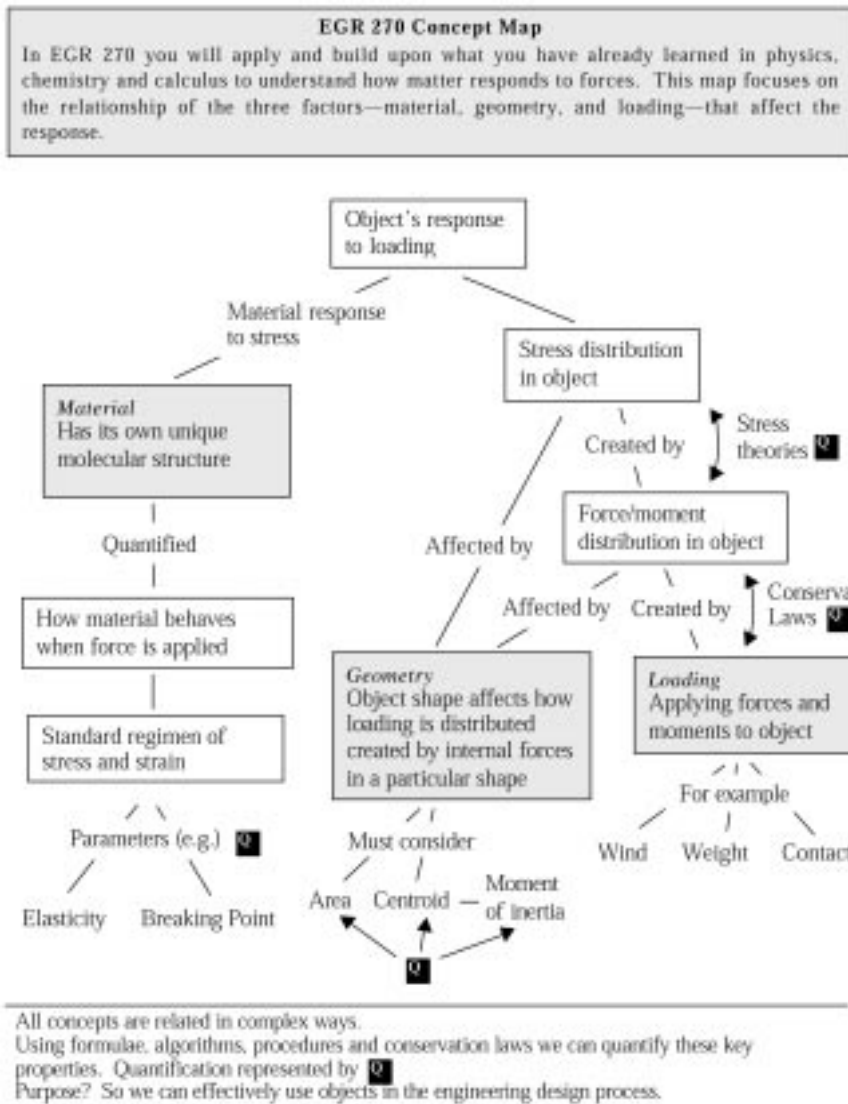 EGR 270 Concept Map
In EGR 270 you will apply and build upon what you have already learned in physics,
chemistry and calculus to understand how matter responds to forces. This map focuses on
the relationship of the three factors—material, geometry, and loading—that affect the
response.
Object's response
to loading
Material response
to stress
Stress distribution
in object
Material
Has its own unique
molecular structure
Created by
Stress
theories Q
Quantified
Affected by
Force/moment
distribution in object
How material behaves
when force is applied
Affected by
Created by
Conserva
Laws Q
Geometry
Object shape affects how
loading is distributed
created by internal forces
in a particular shape
Loading
Applying forces and
moments to object
Standard regimen of
stress and strain
For example
Parameters (e.g.) Q
Must consider
Wind
Weight
Contact
Elasticity
Breaking Point
Area
Centroid
Moment
of inertia
Q
All concepts are related in complex ways.
Using formulae, algorithms, procedures and conservation laws we can quantify these key
properties. Quantification represented by Q
Purpose? So we can effectively use objects in the engineering design process.